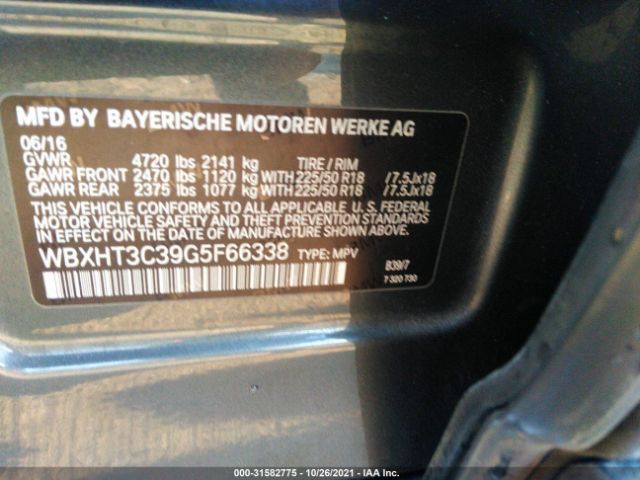 MFD BY BAYERISCHE MOTOREN WERKE AG
06/16
GVWR 4720 lbs 2141 kg TIRE / RIM
GAWR FRONT 2470 lbs 1120 kg WITH 225/50 R18 / 7.5Jx18
GAWR REAR 2375 lbs 1077 kg WITH 225/50 R18 / 7.5Jx18
THIS VEHICLE CONFORMS TO ALL APPLICABLE U. S. FEDERAL
MOTOR VEHICLE SAFETY AND THEFT PREVENTION STANDARDS
IN EFFECT ON THE DATE OF MANUFACTURE SHOWN ABOVE.
WBXHT3C39G5F66338 TYPE: MPV
B39/7
7 320 730
000-31582775 - 10/26/2021 - IAA Inc.